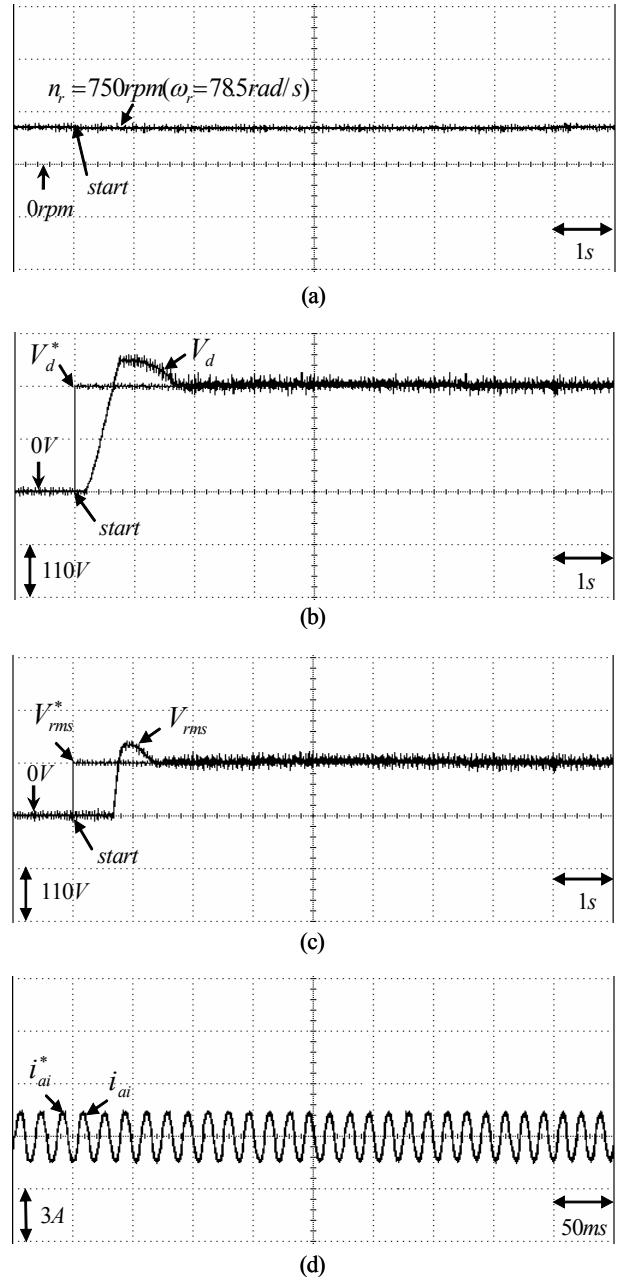 n_r=750rpm(ω_r=78.5rad/s)
start
0rpm
1s
(a)
V_d^* V_d
0V
start
110V 1s
(b)
V_rms^* V_rms
0V
start
110V 1s
(c)
i_ai^* i_ai
3A 50ms
(d)